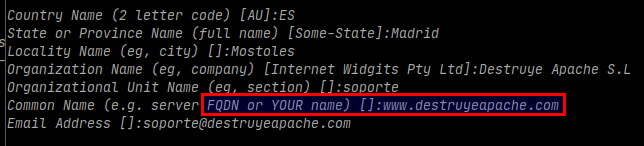 Country Name (2 letter code) [AU]:ES
State or Province Name (full name) [Some-State]:Madrid
Locality Name (eg, city) []:Mostoles
Organization Name (eg, company) [Internet Widgits Pty Ltd]:Destruye Apache S.L
Organizational Unit Name (eg, section) []:soporte
Common Name (e.g. server FQDN or YOUR name) []:www.destruyeapache.com
Email Address []:soporte@destruyeapache.com